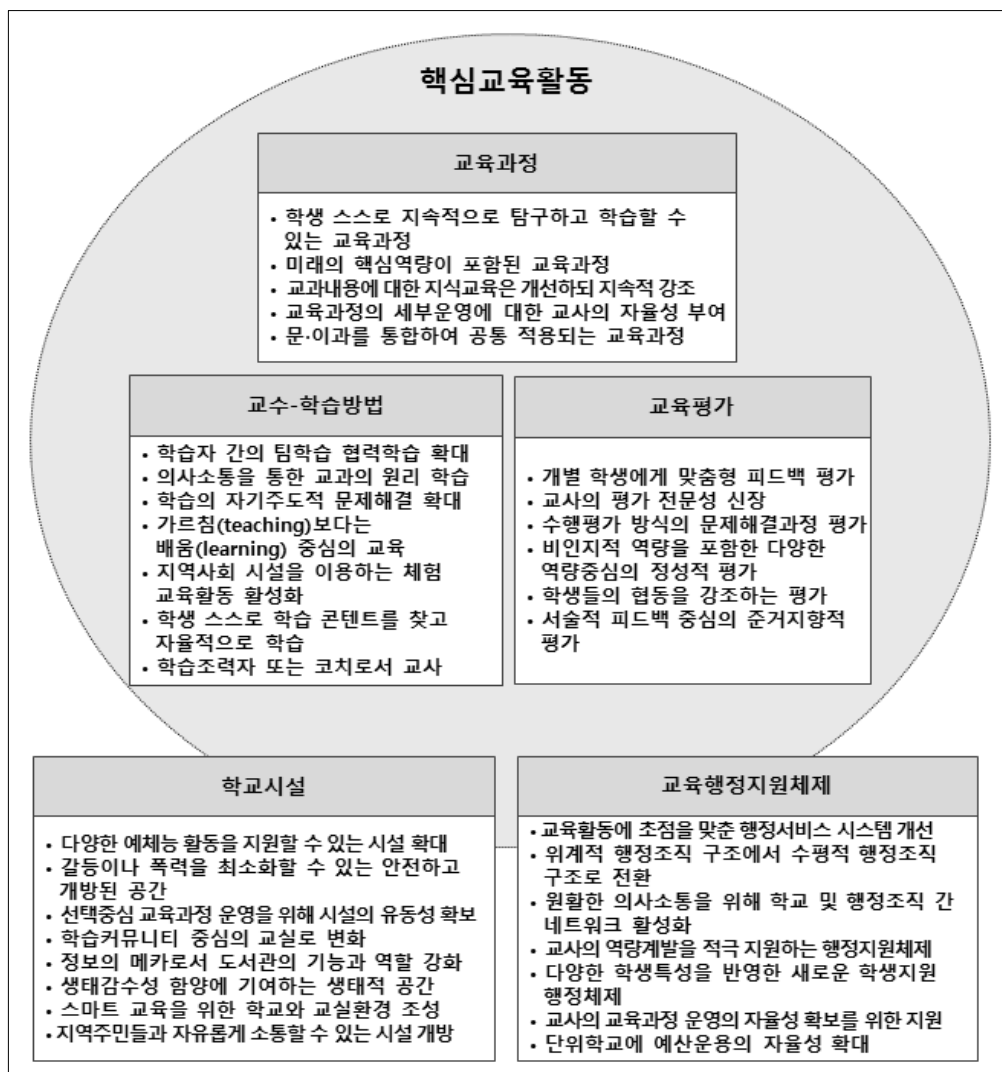 핵심교육활동
교육과정
• 학생 스스로 지속적으로 탐구하고 학습할 수
있는 교육과정
• 미래의 핵심역량이 포함된 교육과정
• 교과내용에 대한 지식교육은 개선하되 지속적 강조
• 교육과정의 세부운영에 대한 교사의 자율성 부여
• 문·이과를 통합하여 공통 적용되는 교육과정
교수-학습방법
• 학습자 간의 팀학습 협력학습 확대
• 의사소통을 통한 교과의 원리 학습
• 학습의 자기주도적 문제해결 확대
• 가르침(teaching)보다는
배움(learning) 중심의 교육
• 지역사회 시설을 이용하는 체험
교육활동 활성화
• 학생 스스로 학습 콘텐트를 찾고
자율적으로 학습
• 학습조력자 또는 코치로서 교사
교육평가
• 개별 학생에게 맞춤형 피드백 평가
• 교사의 평가 전문성 신장
• 수행평가 방식의 문제해결과정 평가
• 비인지적 역량을 포함한 다양한
역량중심의 정성적 평가
• 학생들의 협동을 강조하는 평가
• 서술적 피드백 중심의 준거지향적
평가
학교시설
• 다양한 예체능 활동을 지원할 수 있는 시설 확대
• 갈등이나 폭력을 최소화할 수 있는 안전하고
개방된 공간
• 선택중심 교육과정 운영을 위해 시설의 유동성 확보
• 학습커뮤니티 중심의 교실로 변화
• 정보의 메카로서 도서관의 기능과 역할 강화
• 생태감수성 함양에 기여하는 생태적 공간
• 스마트 교육을 위한 학교와 교실환경 조성
• 지역주민들과 자유롭게 소통할 수 있는 시설 개방
교육행정지원체제
• 교육활동에 초점을 맞춘 행정서비스 시스템 개선
• 위계적 행정조직 구조에서 수평적 행정조직
구조로 전환
• 원활한 의사소통을 위해 학교 및 행정조직 간
네트워크 활성화
• 교사의 역량계발을 적극 지원하는 행정지원체제
• 다양한 학생특성을 반영한 새로운 학생지원
행정체제
• 교사의 교육과정 운영의 자율성 확보를 위한 지원
• 단위학교에 예산운용의 자율성 확대